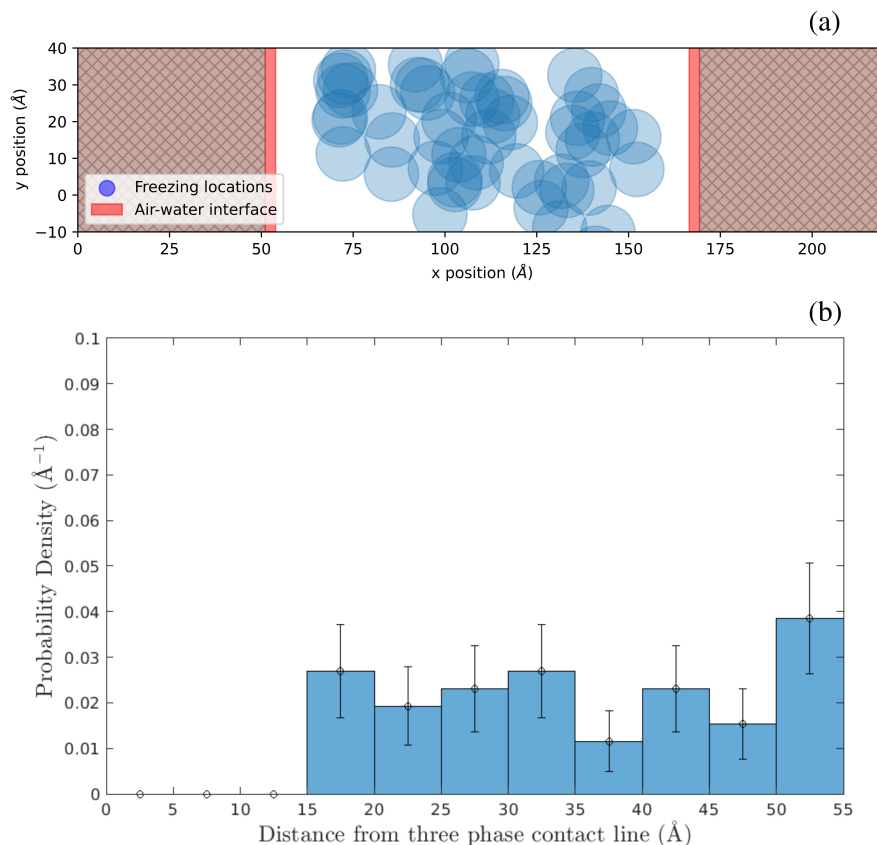 (a)
40
30
20
10
0
−10
y position (Å)
Freezing locations
Air-water interface
0 25 50 75 100 125 150 175 200
x position (Å)
(b)
0.1
0.09
0.08
0.07
0.06
0.05
0.04
0.03
0.02
0.01
0
Probability Density (Å⁻¹)
0 5 10 15 20 25 30 35 40 45 50 55
Distance from three phase contact line (Å)